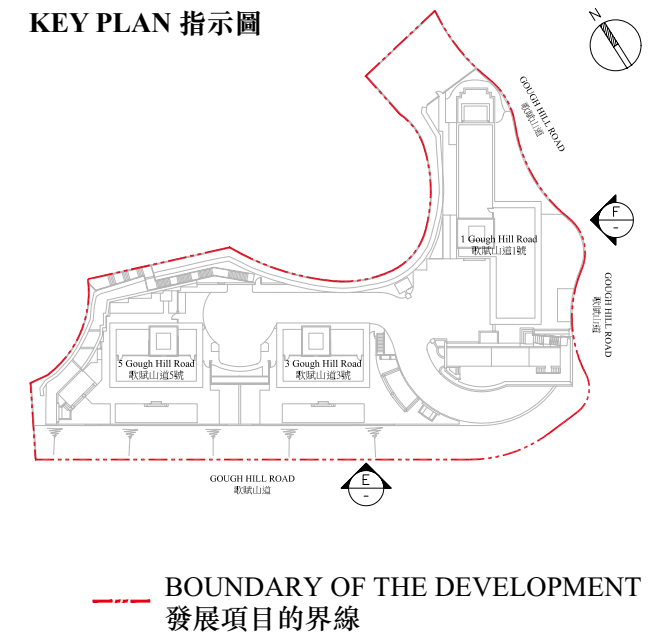 KEY PLAN 指示圖
N
GOUGH HILL ROAD
歌賦山道
F
-
1 Gough Hill Road
歌賦山道1號
GOUGH HILL ROAD
歌賦山道
5 Gough Hill Road
歌賦山道5號
3 Gough Hill Road
歌賦山道3號
GOUGH HILL ROAD
歌賦山道
E
-
BOUNDARY OF THE DEVELOPMENT
發展項目的界線